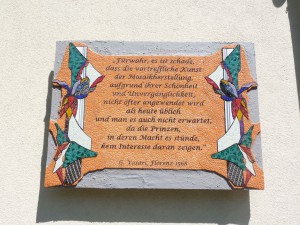 „Fürwahr, es ist schade,
dass die vortreffliche Kunst
der Mosaikherstellung,
aufgrund ihrer Schönheit
und Unvergänglichkeit,
nicht öfter angewendet wird
als heute üblich
und man es auch nicht erwartet,
da die Prinzen,
in deren Macht es stünde,
kein Interesse daran zeigen."
G. Vasari, Florenz 1568